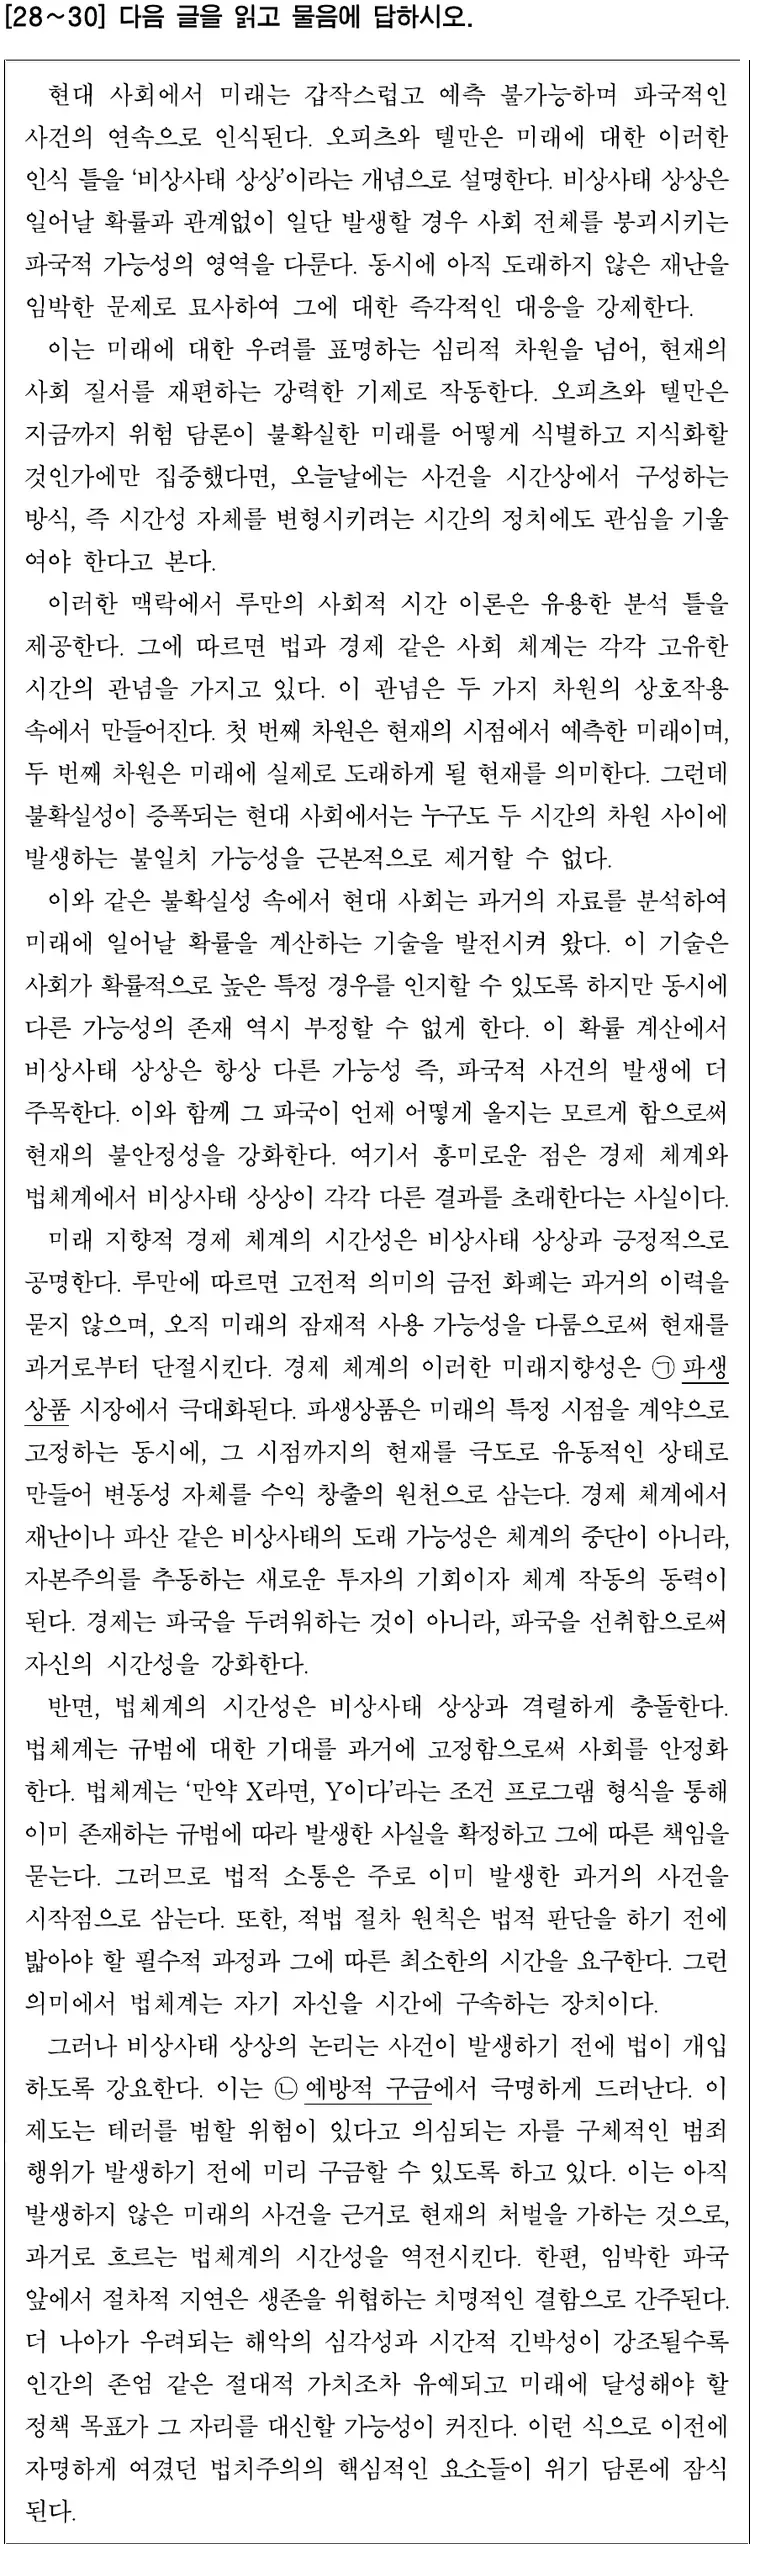 [28~30] 다음 글을 읽고 물음에 답하시오.
현대 사회에서 미래는 갑작스럽고 예측 불가능하며 파국적인
사건의 연속으로 인식된다. 오피츠와 텔만은 미래에 대한 이러한
인식 틀을 ‘비상사태 상상’이라는 개념으로 설명한다. 비상사태 상상은
일어날 확률과 관계없이 일단 발생할 경우 사회 전체를 붕괴시키는
파국적 가능성의 영역을 다룬다. 동시에 아직 도래하지 않은 재난을
임박한 문제로 묘사하여 그에 대한 즉각적인 대응을 강제한다.
이는 미래에 대한 우려를 표명하는 심리적 차원을 넘어, 현재의
사회 질서를 재편하는 강력한 기제로 작동한다. 오피츠와 텔만은
지금까지 위험 담론이 불확실한 미래를 어떻게 식별하고 지식화할
것인가에만 집중했다면, 오늘날에는 사건을 시간상에서 구성하는
방식, 즉 시간성 자체를 변형시키려는 시간의 정치에도 관심을 기울
여야 한다고 본다.
이러한 맥락에서 루만의 사회적 시간 이론은 유용한 분석 틀을
제공한다. 그에 따르면 법과 경제 같은 사회 체계는 각각 고유한
시간의 관념을 가지고 있다. 이 관념은 두 가지 차원의 상호작용
속에서 만들어진다. 첫 번째 차원은 현재의 시점에서 예측한 미래이며,
두 번째 차원은 미래에 실제로 도래하게 될 현재를 의미한다. 그런데
불확실성이 증폭되는 현대 사회에서는 누구도 두 시간의 차원 사이에
발생하는 불일치 가능성을 근본적으로 제거할 수 없다.
이와 같은 불확실성 속에서 현대 사회는 과거의 자료를 분석하여
미래에 일어날 확률을 계산하는 기술을 발전시켜 왔다. 이 기술은
사회가 확률적으로 높은 특정 경우를 인지할 수 있도록 하지만 동시에
다른 가능성의 존재 역시 부정할 수 없게 한다. 이 확률 계산에서
비상사태 상상은 항상 다른 가능성 즉, 파국적 사건의 발생에 더
주목한다. 이와 함께 그 파국이 언제 어떻게 올지는 모르게 함으로써
현재의 불안정성을 강화한다. 여기서 흥미로운 점은 경제 체계와
법체계에서 비상사태 상상이 각각 다른 결과를 초래한다는 사실이다.
미래 지향적 경제 체계의 시간성은 비상사태 상상과 긍정적으로
공명한다. 루만에 따르면 고전적 의미의 금전 화폐는 과거의 이력을
묻지 않으며, 오직 미래의 잠재적 사용 가능성을 다룸으로써 현재를
과거로부터 단절시킨다. 경제 체계의 이러한 미래지향성은 ㉠ 파생
상품 시장에서 극대화된다. 파생상품은 미래의 특정 시점을 계약으로
고정하는 동시에, 그 시점까지의 현재를 극도로 유동적인 상태로
만들어 변동성 자체를 수익 창출의 원천으로 삼는다. 경제 체계에서
재난이나 파산 같은 비상사태의 도래 가능성은 체계의 중단이 아니라,
자본주의를 추동하는 새로운 투자의 기회이자 체계 작동의 동력이
된다. 경제는 파국을 두려워하는 것이 아니라, 파국을 선취함으로써
자신의 시간성을 강화한다.
반면, 법체계의 시간성은 비상사태 상상과 격렬하게 충돌한다.
법체계는 규범에 대한 기대를 과거에 고정함으로써 사회를 안정화
한다. 법체계는 ‘만약 X라면, Y이다’라는 조건 프로그램 형식을 통해
이미 존재하는 규범에 따라 발생한 사실을 확정하고 그에 따른 책임을
묻는다. 그러므로 법적 소통은 주로 이미 발생한 과거의 사건을
시작점으로 삼는다. 또한, 적법 절차 원칙은 법적 판단을 하기 전에
밟아야 할 필수적 과정과 그에 따른 최소한의 시간을 요구한다. 그런
의미에서 법체계는 자기 자신을 시간에 구속하는 장치이다.
그러나 비상사태 상상의 논리는 사건이 발생하기 전에 법이 개입
하도록 강요한다. 이는 ㉡ 예방적 구금에서 극명하게 드러난다. 이
제도는 테러를 범할 위험이 있다고 의심되는 자를 구체적인 범죄
행위가 발생하기 전에 미리 구금할 수 있도록 하고 있다. 이는 아직
발생하지 않은 미래의 사건을 근거로 현재의 처벌을 가하는 것으로,
과거로 흐르는 법체계의 시간성을 역전시킨다. 한편, 임박한 파국
앞에서 절차적 지연은 생존을 위협하는 치명적인 결함으로 간주된다.
더 나아가 우려되는 해악의 심각성과 시간적 긴박성이 강조될수록
인간의 존엄 같은 절대적 가치조차 유예되고 미래에 달성해야 할
정책 목표가 그 자리를 대신할 가능성이 커진다. 이런 식으로 이전에
자명하게 여겼던 법치주의의 핵심적인 요소들이 위기 담론에 잠식
된다.